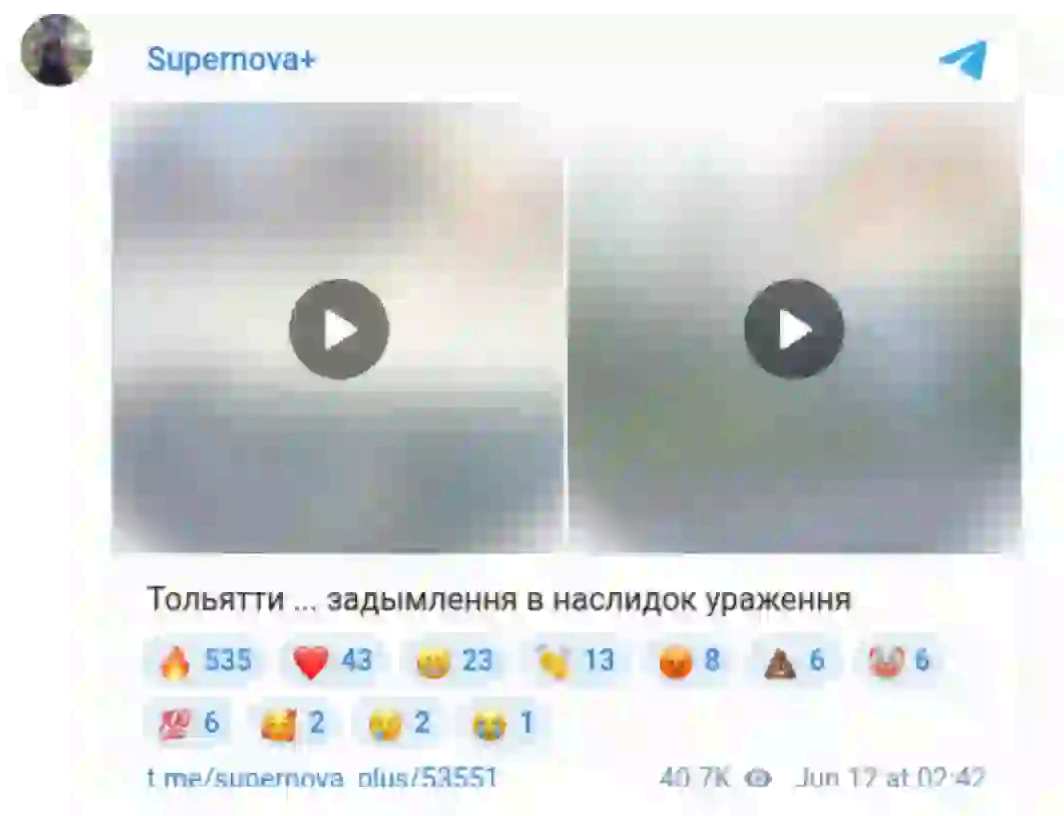 Supernova+
Тольятти ... задымлення в наслидок ураження
535 43 23 13 8 6 6
6 2 2 1
t.me/supernova_plus/53551 40.7K Jun 12 at 02:42